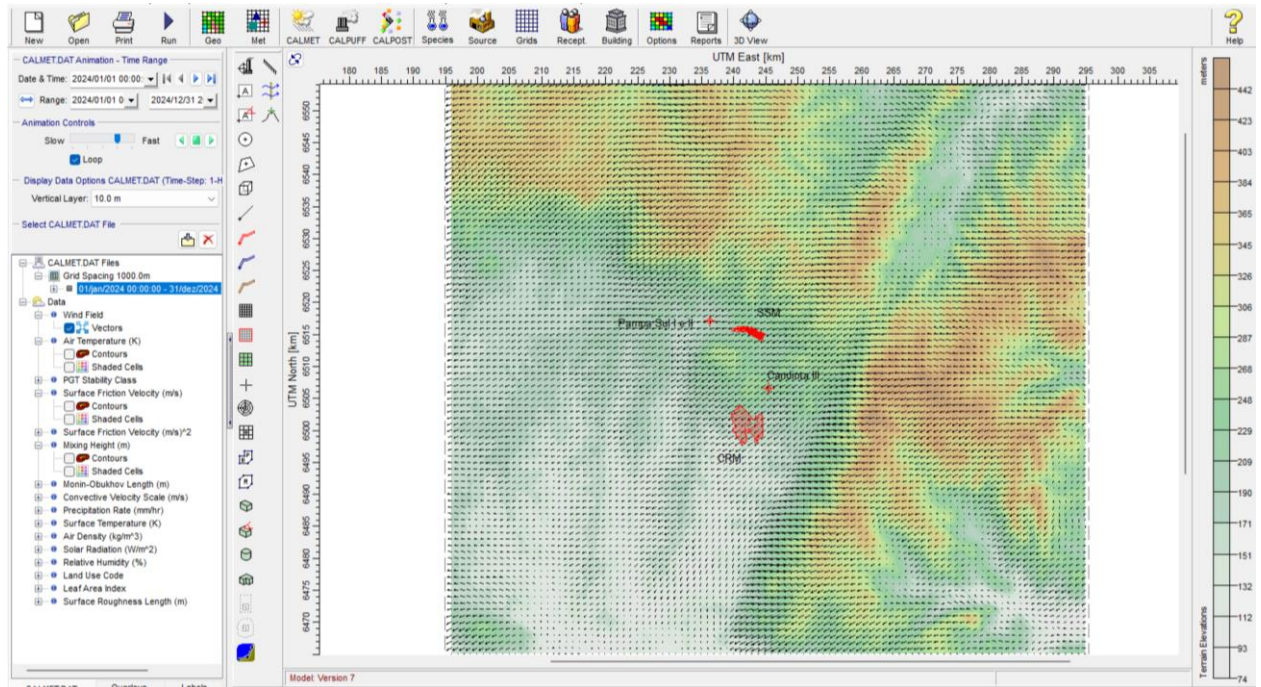 New Open Print Run Geo Met CALMET CALPUFF CALPOST Species Source Grids Recept. Building Options Reports 3D View Help
CALMET.DAT Animation - Time Range
Date & Time: 2024/01/01 00:00:
Range: 2024/01/01 0 2024/12/31 2
Animation Controls
Slow Fast
Loop
Display Data Options CALMET.DAT (Time-Step: 1-H
Vertical Layer: 10.0 m
Select CALMET.DAT File
CALMET.DAT Files
Grid Spacing 1000.0m
01/jan/2024 00:00:00 - 31/dez/2024
Data
Wind Field
Vectors
Air Temperature (K)
Contours
Shaded Cells
PGT Stability Class
Surface Friction Velocity (m/s)
Contours
Shaded Cells
Surface Friction Velocity (m/s)^2
Mixing Height (m)
Contours
Shaded Cells
Monin-Obukhov Length (m)
Convective Velocity Scale (m/s)
Precipitation Rate (mm/hr)
Surface Temperature (K)
Air Density (kg/m^3)
Solar Radiation (W/m^2)
Relative Humidity (%)
Land Use Code
Leaf Area Index
Surface Roughness Length (m)
CALMET.DAT Overlays Labels
UTM East [km]
180 185 190 195 200 205 210 215 220 225 230 235 240 245 250 255 260 265 270 275 280 285 290 295 300 305
UTM North [km]
6550
6545
6540
6535
6530
6525
6520
6515
6510
6505
6500
6495
6490
6485
6480
6475
6470
SSM
Pampa Sul I e II
Candiota III
CRM
Model: Version 7
meters
442
423
403
384
365
345
326
306
287
268
248
229
209
190
171
151
132
112
93
74
Terrain Elevations